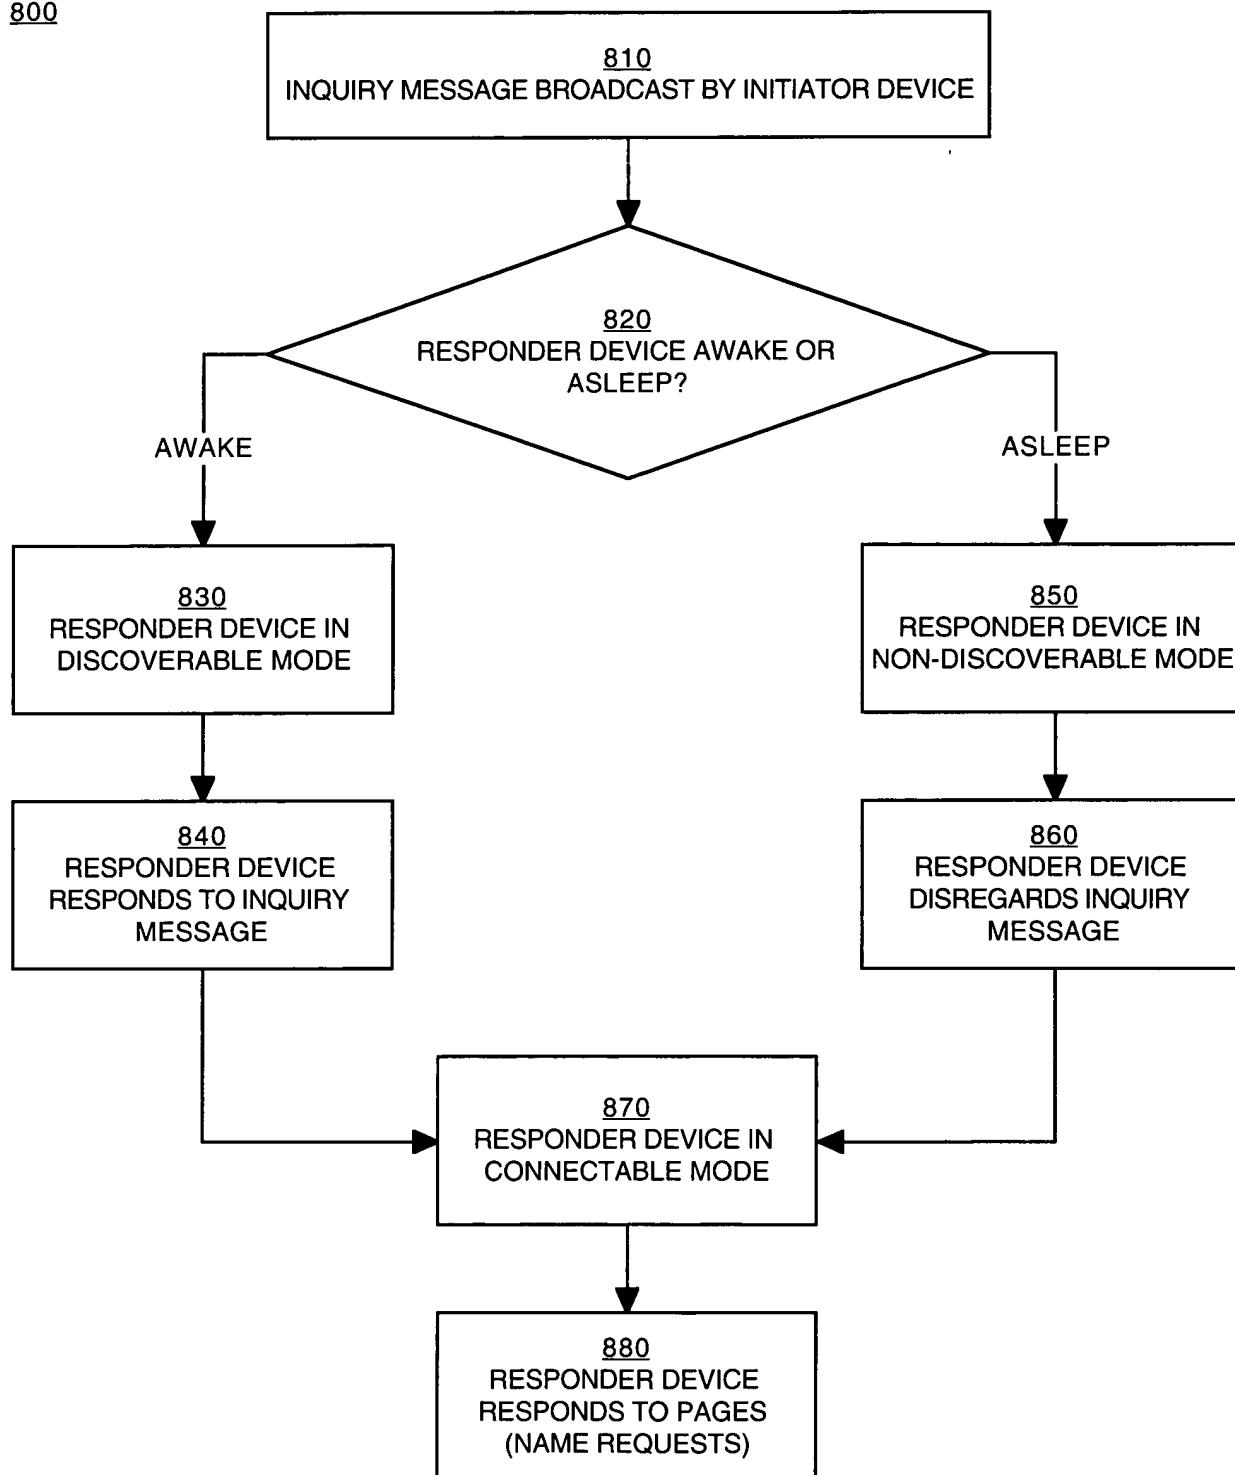 800
810
INQUIRY MESSAGE BROADCAST BY INITIATOR DEVICE
820
RESPONDER DEVICE AWAKE OR
ASLEEP?
AWAKE
ASLEEP
830
RESPONDER DEVICE IN
DISCOVERABLE MODE
850
RESPONDER DEVICE IN
NON-DISCOVERABLE MODE
840
RESPONDER DEVICE
RESPONDS TO INQUIRY
MESSAGE
860
RESPONDER DEVICE
DISREGARDS INQUIRY
MESSAGE
870
RESPONDER DEVICE IN
CONNECTABLE MODE
880
RESPONDER DEVICE
RESPONDS TO PAGES
(NAME REQUESTS)